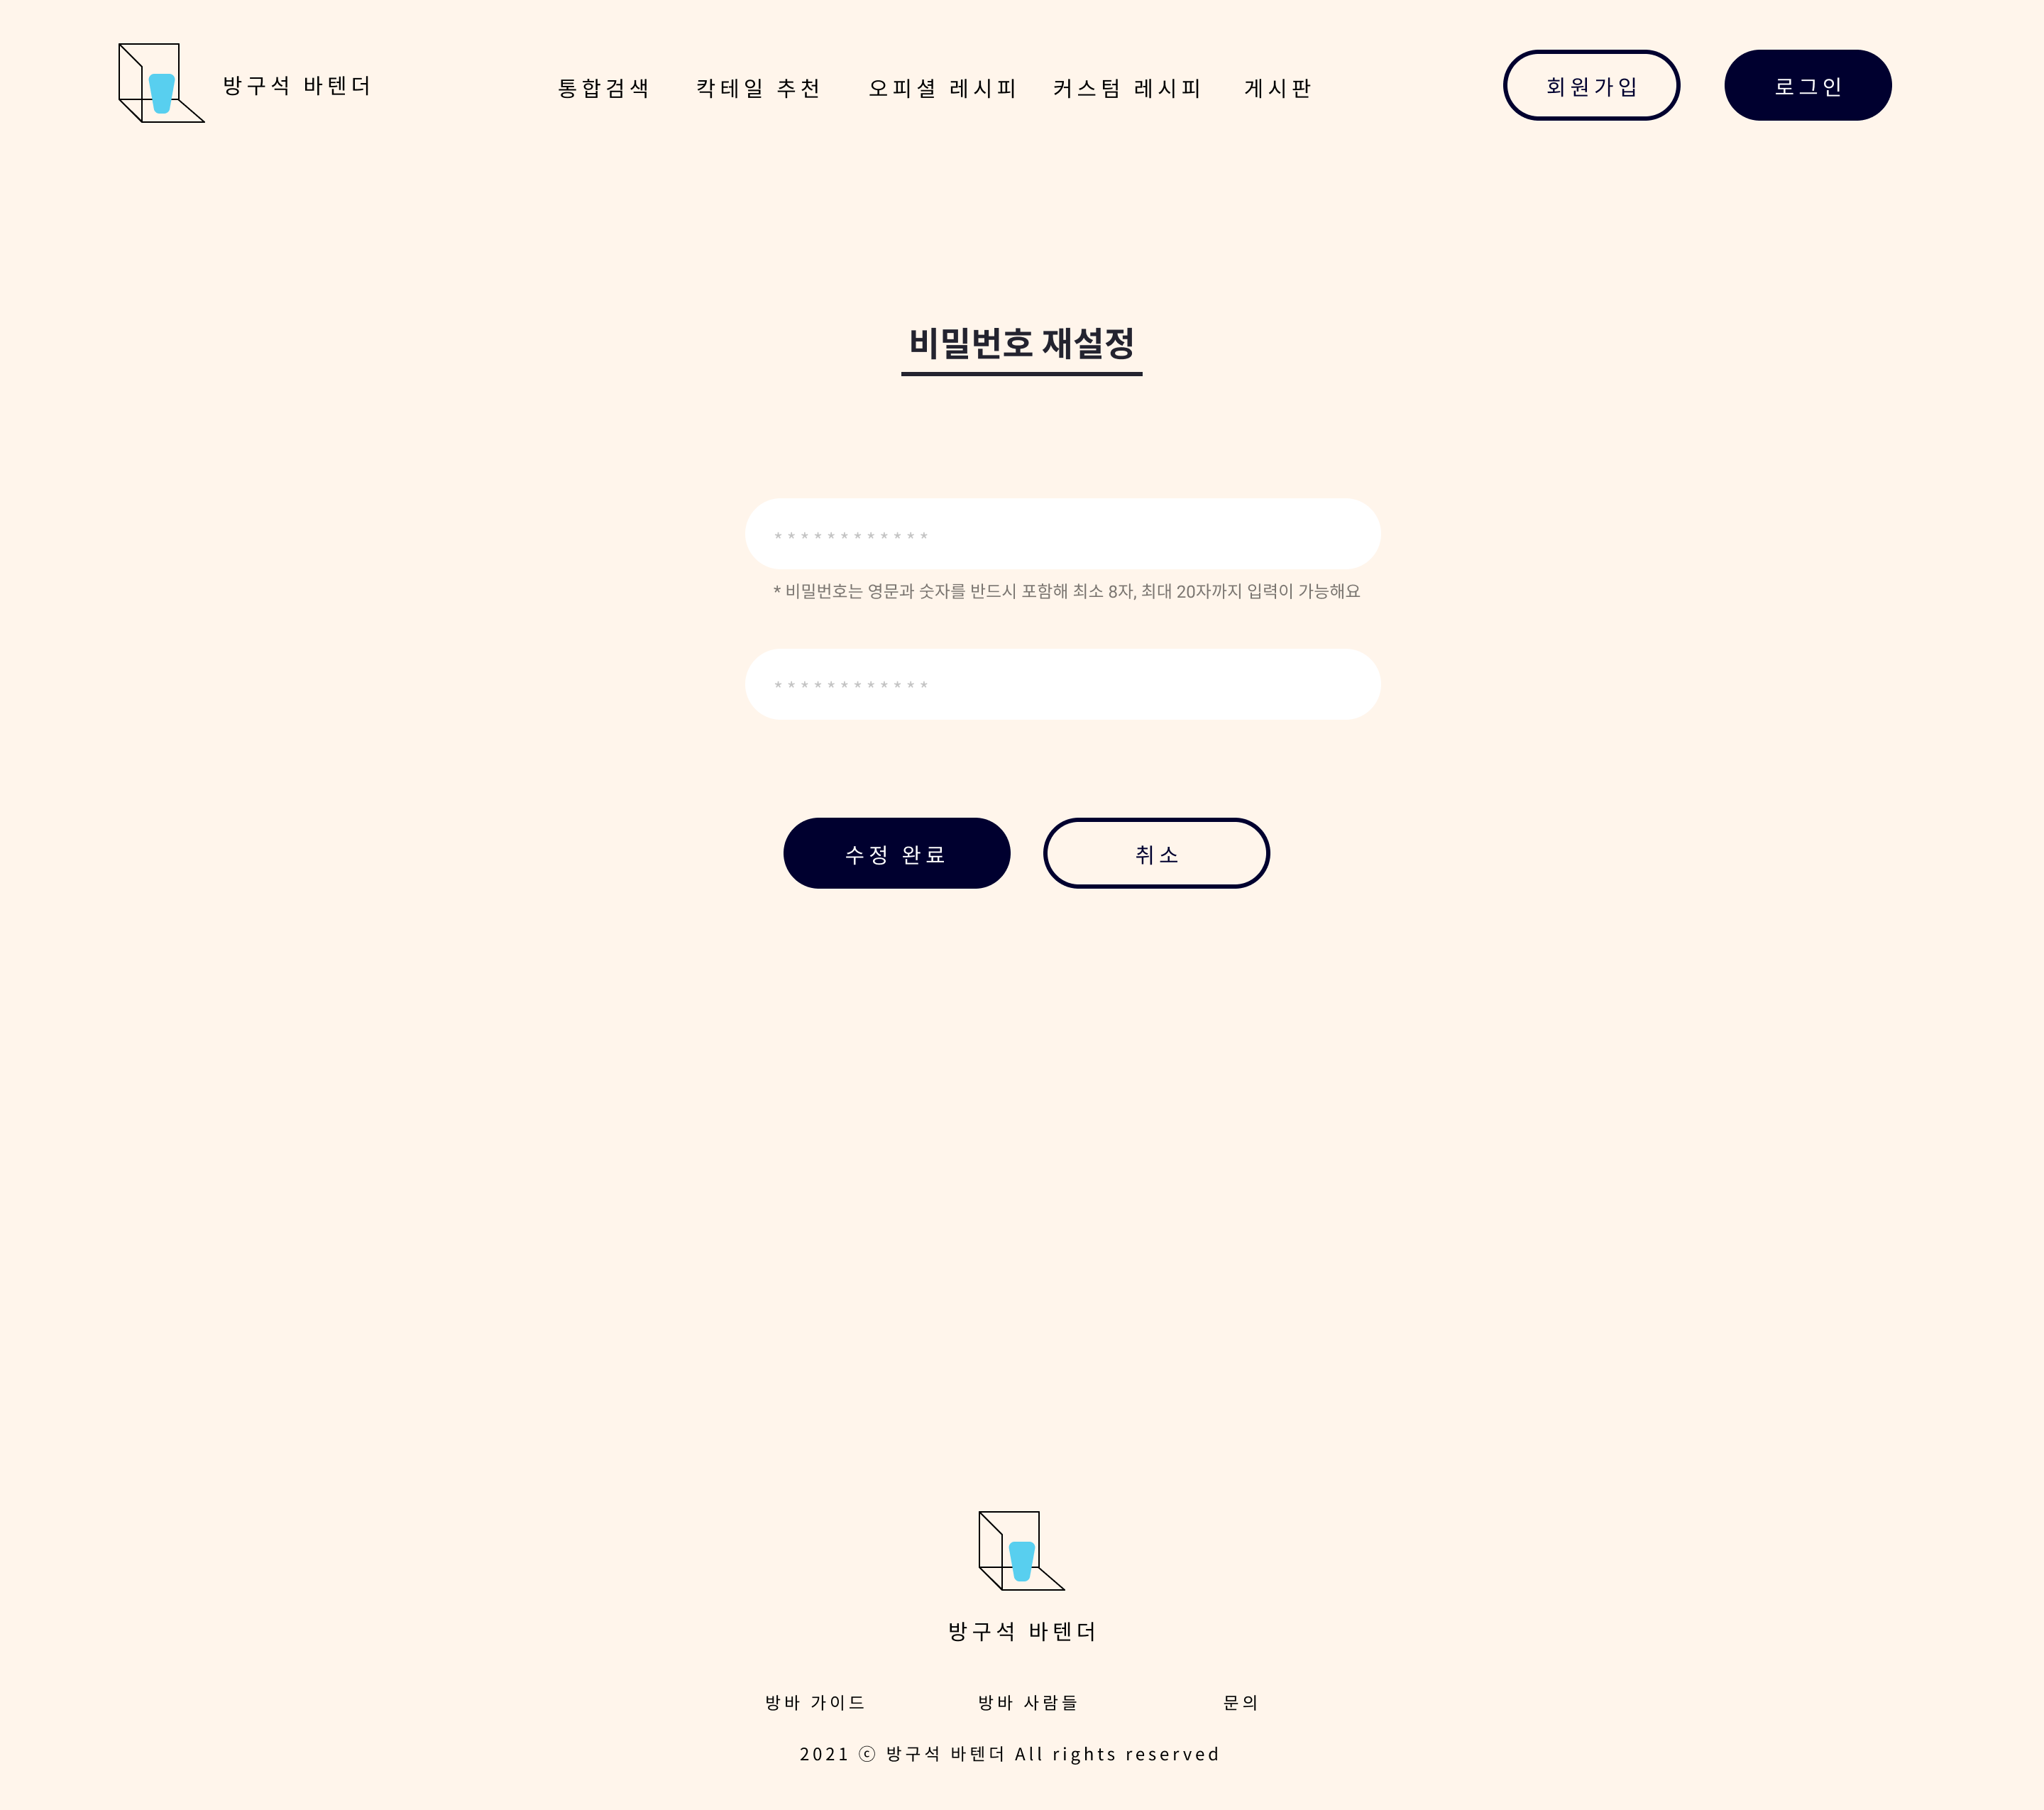 방구석 바텐더
통합검색 칵테일 추천 오피셜 레시피 커스텀 레시피 게시판
회원가입 로그인
비밀번호 재설정
************
* 비밀번호는 영문과 숫자를 반드시 포함해 최소 8자, 최대 20자까지 입력이 가능해요
************
수정 완료 취소
방구석 바텐더
방바 가이드 방바 사람들 문의
2021 ⓒ 방구석 바텐더 All rights reserved